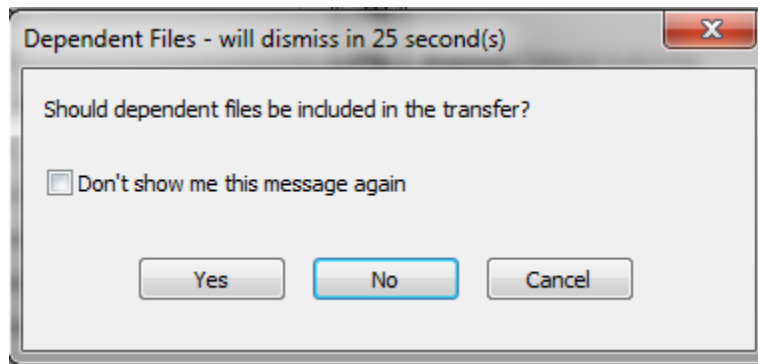 Dependent Files - will dismiss in 25 second(s)
Should dependent files be included in the transfer?
Don't show me this message again
Yes No Cancel